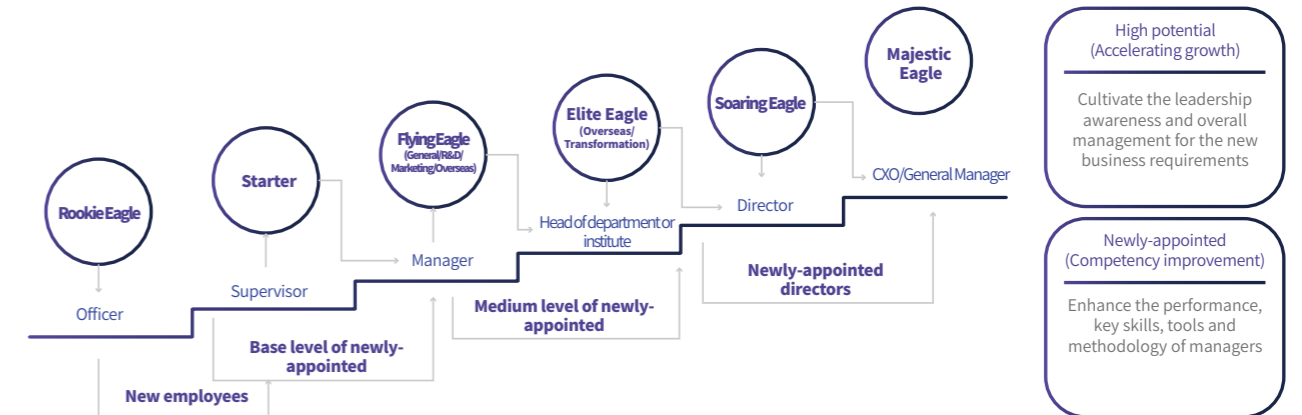 Majestic
Eagle
Soaring Eagle
Elite Eagle
(Overseas/
Transformation)
Flying Eagle
(General/R&D/
Marketing/Overseas)
Starter
Rookie Eagle
CXO/General Manager
Director
Head of department or
institute
Manager
Supervisor
Officer
Newly-appointed
directors
Medium level of newly-
appointed
Base level of newly-
appointed
New employees
High potential
(Accelerating growth)
Cultivate the leadership
awareness and overall
management for the new
business requirements
Newly-appointed
(Competency improvement)
Enhance the performance,
key skills, tools and
methodology of managers